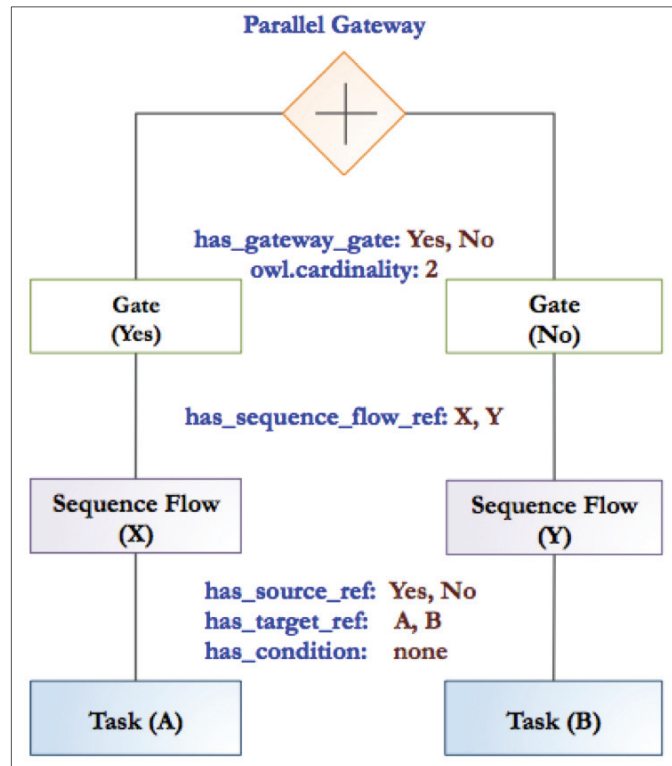 Parallel Gateway
has_gateway_gate: Yes, No
owl.cardinality: 2
Gate
(Yes)
Gate
(No)
has_sequence_flow_ref: X, Y
Sequence Flow
(X)
Sequence Flow
(Y)
has_source_ref: Yes, No
has_target_ref: A, B
has_condition: none
Task (A)
Task (B)